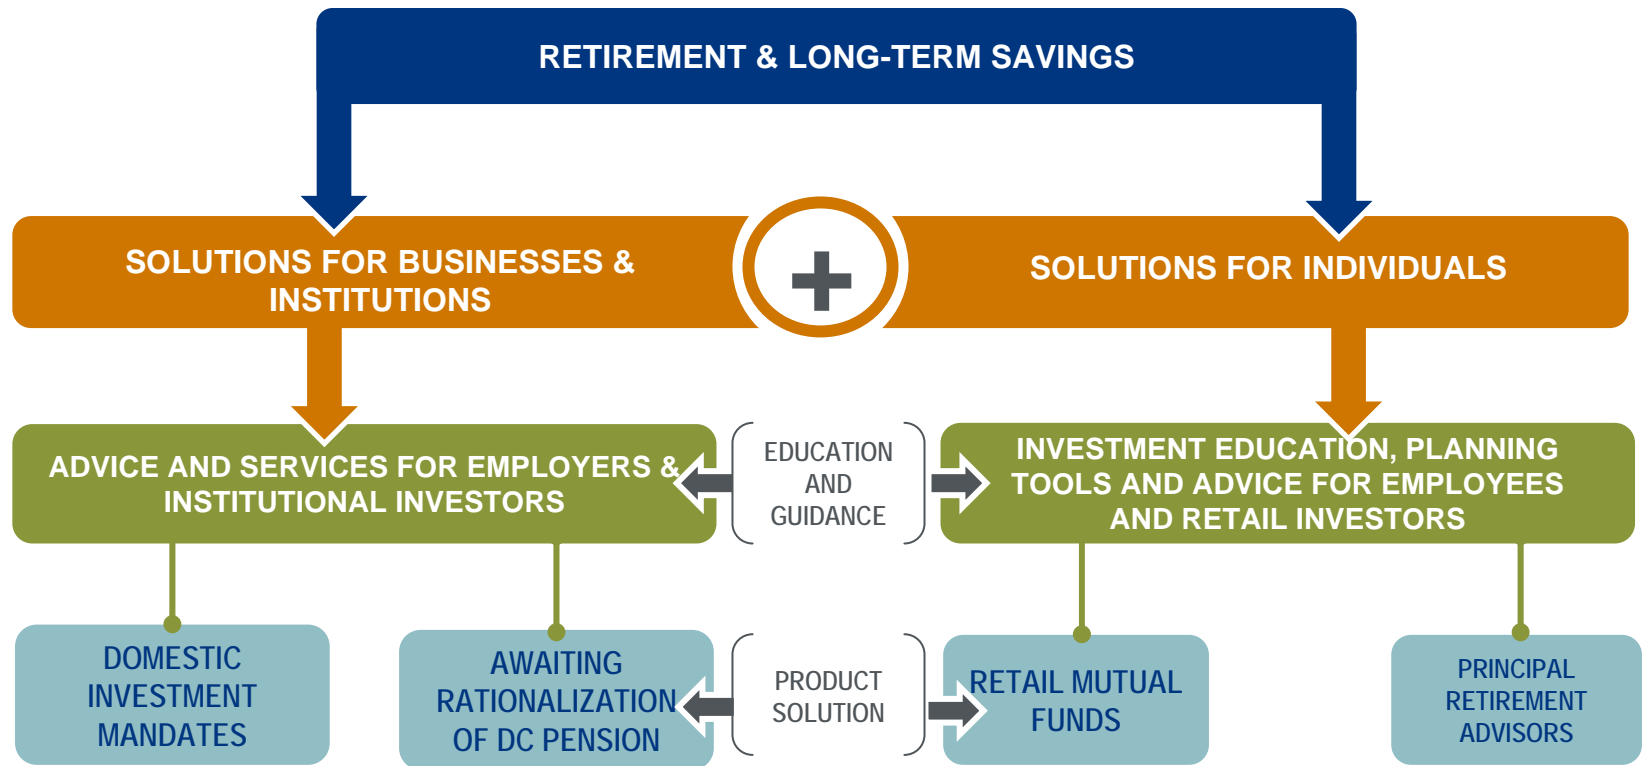 RETIREMENT & LONG-TERM SAVINGS
SOLUTIONS FOR BUSINESSES &
INSTITUTIONS
+
SOLUTIONS FOR INDIVIDUALS
ADVICE AND SERVICES FOR EMPLOYERS &
INSTITUTIONAL INVESTORS
EDUCATION
AND
GUIDANCE
INVESTMENT EDUCATION, PLANNING
TOOLS AND ADVICE FOR EMPLOYEES
AND RETAIL INVESTORS
DOMESTIC
INVESTMENT
MANDATES
AWAITING
RATIONALIZATION
OF DC PENSION
PRODUCT
SOLUTION
RETAIL MUTUAL
FUNDS
PRINCIPAL
RETIREMENT
ADVISORS